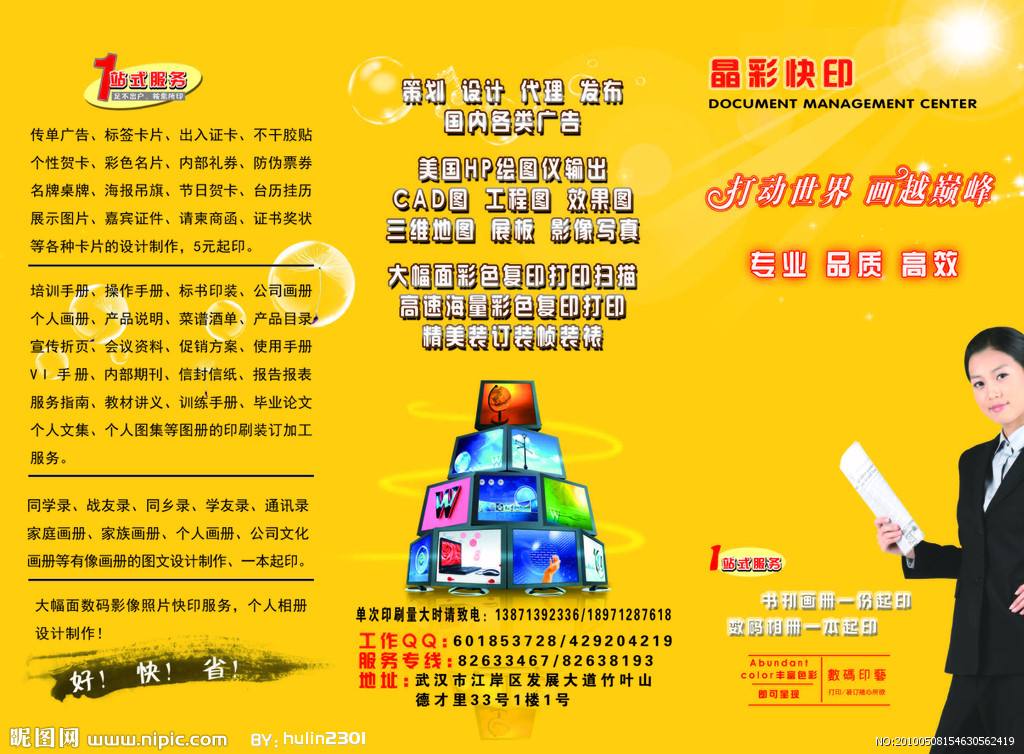 1站式服务
足不出户、按需所印
传单广告、标签卡片、出入证卡、不干胶贴
个性贺卡、彩色名片、内部礼券、防伪票券
名牌桌牌、海报吊旗、节日贺卡、台历挂历
展示图片、嘉宾证件、请柬商函、证书奖状
等各种卡片的设计制作，5元起印。
培训手册、操作手册、标书印装、公司画册
个人画册、产品说明、菜谱酒单、产品目录
宣传折页、会议资料、促销方案、使用手册
VI 手册、内部期刊、信封信纸、报告报表
服务指南、教材讲义、训练手册、毕业论文
个人文集、个人图集等图册的印刷装订加工
服务。
同学录、战友录、同乡录、学友录、通讯录
家庭画册、家族画册、个人画册、公司文化
画册等有像画册的图文设计制作、一本起印。
大幅面数码影像照片快印服务，个人相册
设计制作！
好！ 快！ 省！
策划 设计 代理 发布
国内各类广告
美国HP绘图仪输出
CAD图 工程图 效果图
三维地图 展板 影像写真
大幅面彩色复印打印扫描
高速海量彩色复印打印
精美装订装帧装裱
单次印刷量大时请致电：13871392336/18971287618
工作QQ：601853728/429204219
服务专线：82633467/82638193
地址：武汉市江岸区发展大道竹叶山
德才里33号1楼1号
晶彩快印
DOCUMENT MANAGEMENT CENTER
打动世界 画越巅峰
专业 品质 高效
1站式服务
书刊画册一份起印
数码相册一本起印
Abundant
color丰富色彩
即可呈现
數碼印藝
打印/装订随心所欲
昵图网 www.nipic.com BY: hulin2301
NO:20100508154630562419